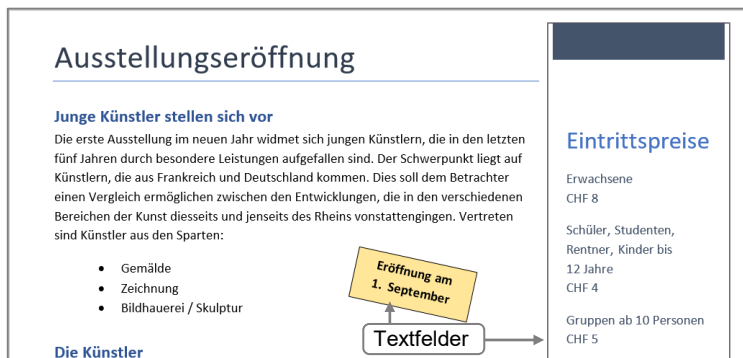 Ausstellungseröffnung
Junge Künstler stellen sich vor
Die erste Ausstellung im neuen Jahr widmet sich jungen Künstlern, die in den letzten
fünf Jahren durch besondere Leistungen aufgefallen sind. Der Schwerpunkt liegt auf
Künstlern, die aus Frankreich und Deutschland kommen. Dies soll dem Betrachter
einen Vergleich ermöglichen zwischen den Entwicklungen, die in den verschiedenen
Bereichen der Kunst diesseits und jenseits des Rheins vonstattengingen. Vertreten
sind Künstler aus den Sparten:
• Gemälde
• Zeichnung
• Bildhauerei / Skulptur
Eröffnung am
1. September
Textfelder
Die Künstler
Eintrittspreise
Erwachsene
CHF 8
Schüler, Studenten,
Rentner, Kinder bis
12 Jahre
CHF 4
Gruppen ab 10 Personen
CHF 5